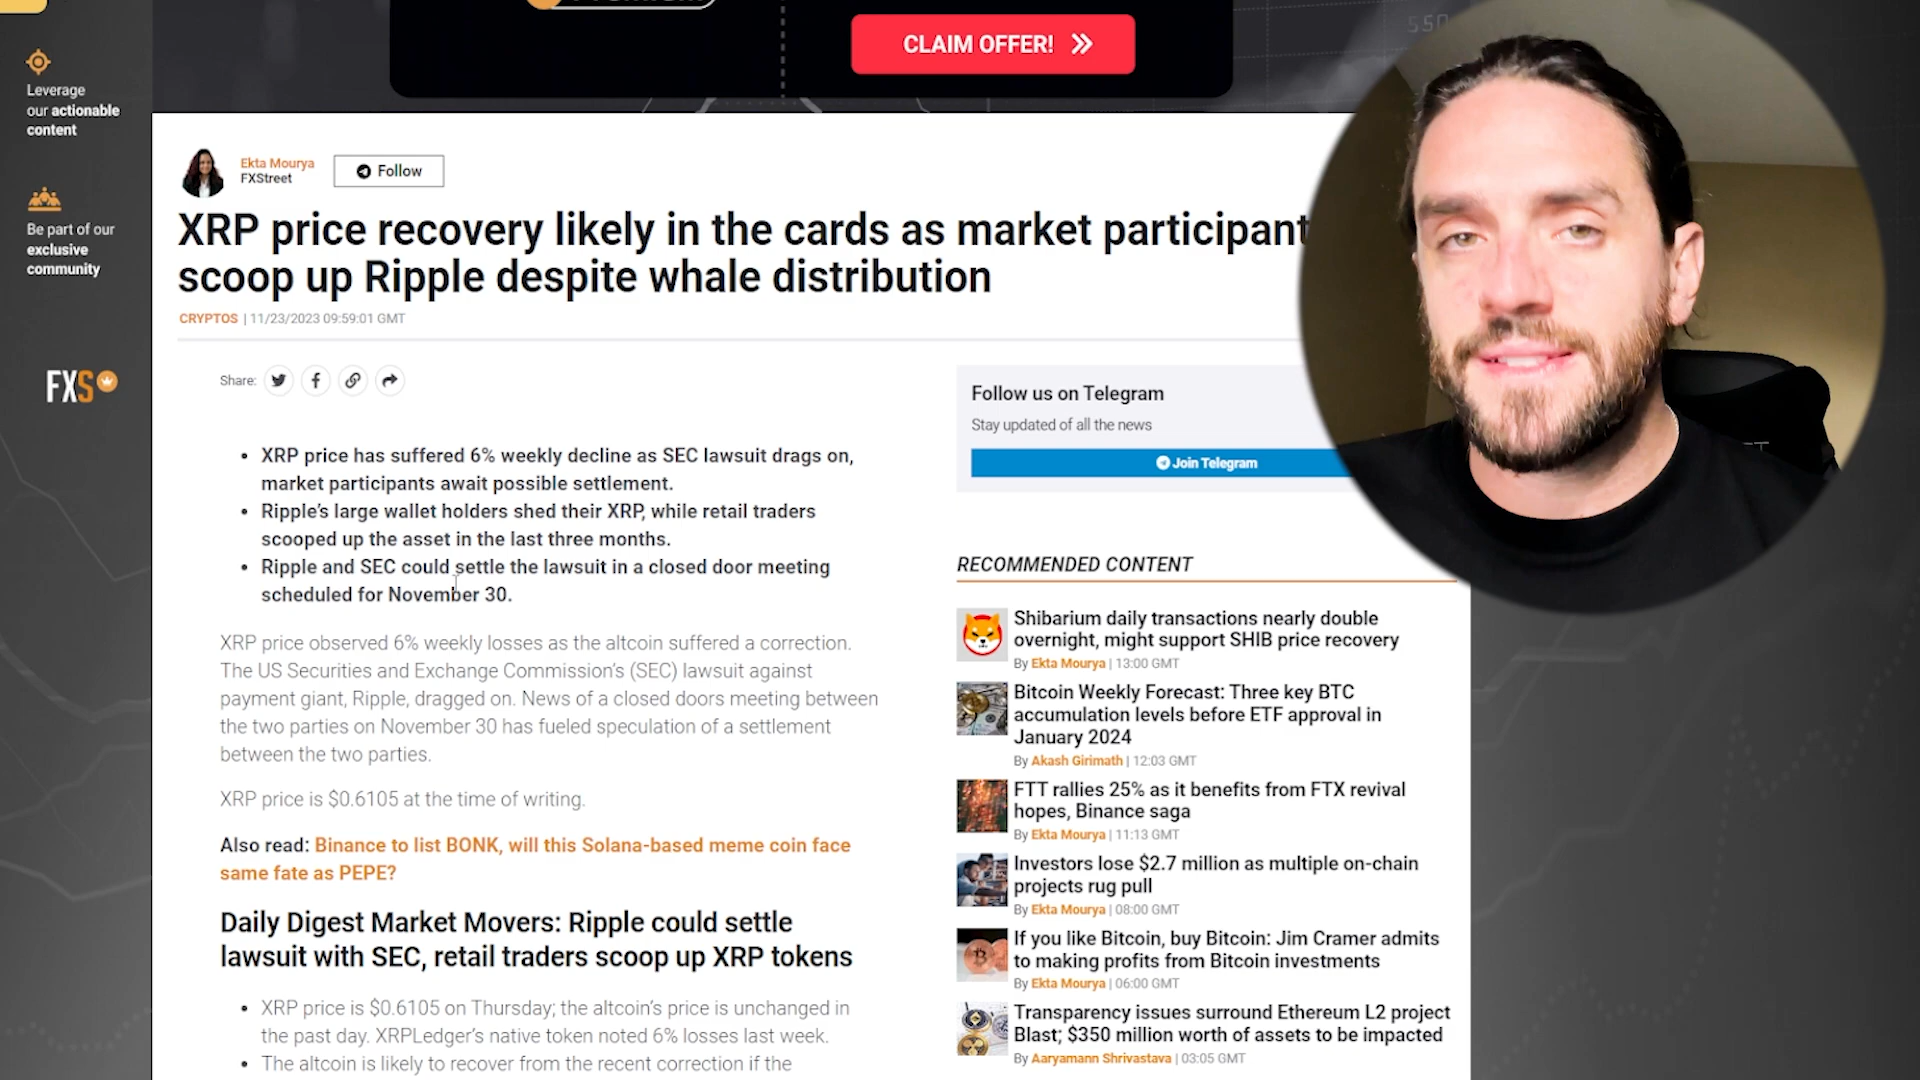 CLAIM OFFER!
Leverage
our actionable
content
Be part of our
exclusive
community
FXS
Ekta Mourya
FXStreet
Follow
XRP price recovery likely in the cards as market participant
scoop up Ripple despite whale distribution
CRYPTOS | 11/23/2023 09:59:01 GMT
Share:
XRP price has suffered 6% weekly decline as SEC lawsuit drags on,
market participants await possible settlement.
Ripple's large wallet holders shed their XRP, while retail traders
scooped up the asset in the last three months.
Ripple and SEC could settle the lawsuit in a closed door meeting
scheduled for November 30.
XRP price observed 6% weekly losses as the altcoin suffered a correction.
The US Securities and Exchange Commission's (SEC) lawsuit against
payment giant, Ripple, dragged on. News of a closed doors meeting between
the two parties on November 30 has fueled speculation of a settlement
between the two parties.
XRP price is $0.6105 at the time of writing.
Also read: Binance to list BONK, will this Solana-based meme coin face
same fate as PEPE?
Daily Digest Market Movers: Ripple could settle
lawsuit with SEC, retail traders scoop up XRP tokens
XRP price is $0.6105 on Thursday; the altcoin's price is unchanged in
the past day. XRPLedger's native token noted 6% losses last week.
The altcoin is likely to recover from the recent correction if the
Follow us on Telegram
Stay updated of all the news
Join Telegram
RECOMMENDED CONTENT
Shibarium daily transactions nearly double
overnight, might support SHIB price recovery
By Ekta Mourya | 13:00 GMT
Bitcoin Weekly Forecast: Three key BTC
accumulation levels before ETF approval in
January 2024
By Akash Girimath | 12:03 GMT
FTT rallies 25% as it benefits from FTX revival
hopes, Binance saga
By Ekta Mourya | 11:13 GMT
Investors lose $2.7 million as multiple on-chain
projects rug pull
By Ekta Mourya | 08:00 GMT
If you like Bitcoin, buy Bitcoin: Jim Cramer admits
to making profits from Bitcoin investments
By Ekta Mourya | 06:00 GMT
Transparency issues surround Ethereum L2 project
Blast; $350 million worth of assets to be impacted
By Aaryamann Shrivastava | 03:05 GMT